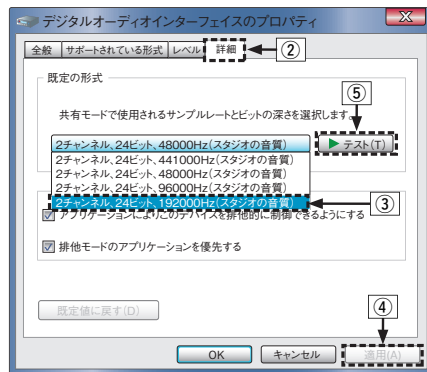 デジタルオーディオインターフェイスのプロパティ
X
全般 サポートされている形式 レベル 詳細 ②
既定の形式
⑤
共有モードで使用されるサンプルレートとビットの深さを選択します。
2チャンネル、24ビット、48000Hz(スタジオの音質) テスト(T)
2チャンネル、24ビット、441000Hz(スタジオの音質)
2チャンネル、24ビット、48000Hz(スタジオの音質)
2チャンネル、24ビット、96000Hz(スタジオの音質)
2チャンネル、24ビット、192000Hz(スタジオの音質) ③
アプリケーションによりこのデバイスを排他的に制御できるようにする
排他モードのアプリケーションを優先する
④
既定値に戻す(D)
OK キャンセル 適用(A)